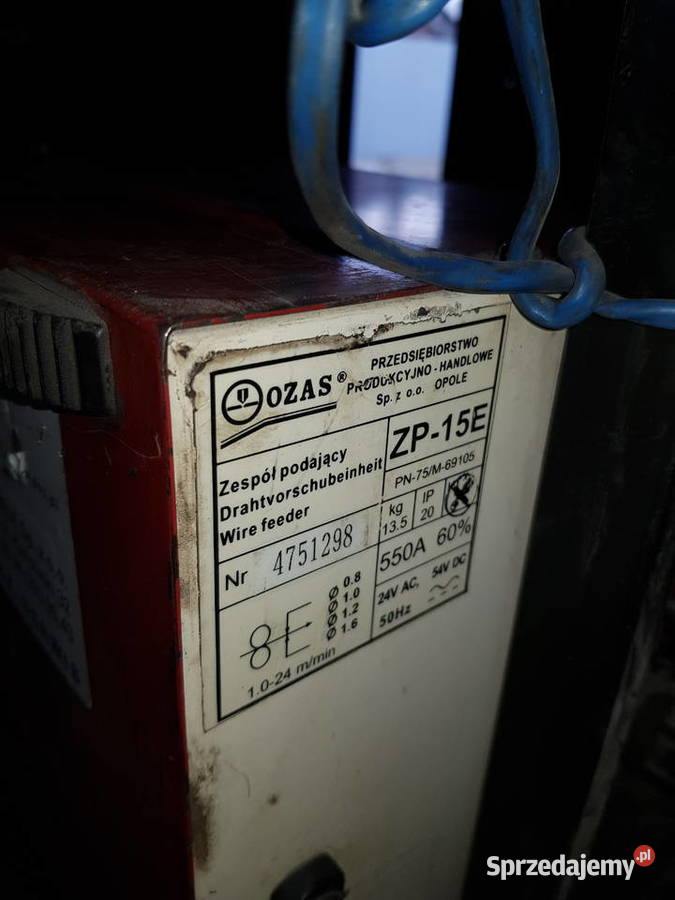 OZAS®
PRZEDSIĘBIORSTWO
PRODUKCYJNO - HANDLOWE
Sp. z o.o. OPOLE
Zespół podający
Drahtvorschubeinheit
Wire feeder
ZP-15E
PN-75/M-69105
kg
13.5
IP
20
Nr 4751298
550A 60%
0.8
1.0
1.2
1.6
1.0-24 m/min
24V AC, 54V DC
50Hz
Sprzedajemy.pl